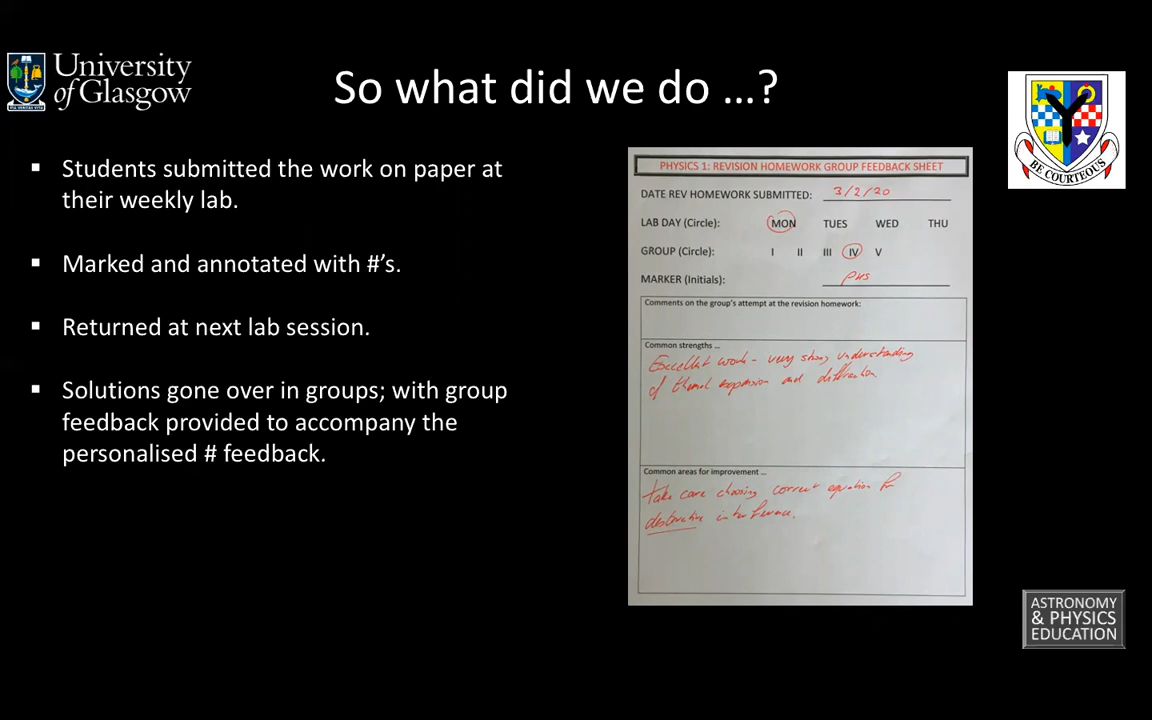 University
of Glasgow
So what did we do …?
▪ Students submitted the work on paper at
their weekly lab.
▪ Marked and annotated with #’s.
▪ Returned at next lab session.
▪ Solutions gone over in groups; with group
feedback provided to accompany the
personalised # feedback.
PHYSICS 1: REVISION HOMEWORK GROUP FEEDBACK SHEET
DATE REV HOMEWORK SUBMITTED: 3/2/20
LAB DAY (Circle): MON TUES WED THU
GROUP (Circle): I II III IV V
MARKER (Initials): PHS
Comments on the group's attempt at the revision homework:
Common strengths ...
Excellent work - very strong understanding
of thermal expansion and diffraction.
Common areas for improvement ...
Take care choosing correct equation for
destructive interference.
BE COURTEOUS
ASTRONOMY
& PHYSICS
EDUCATION